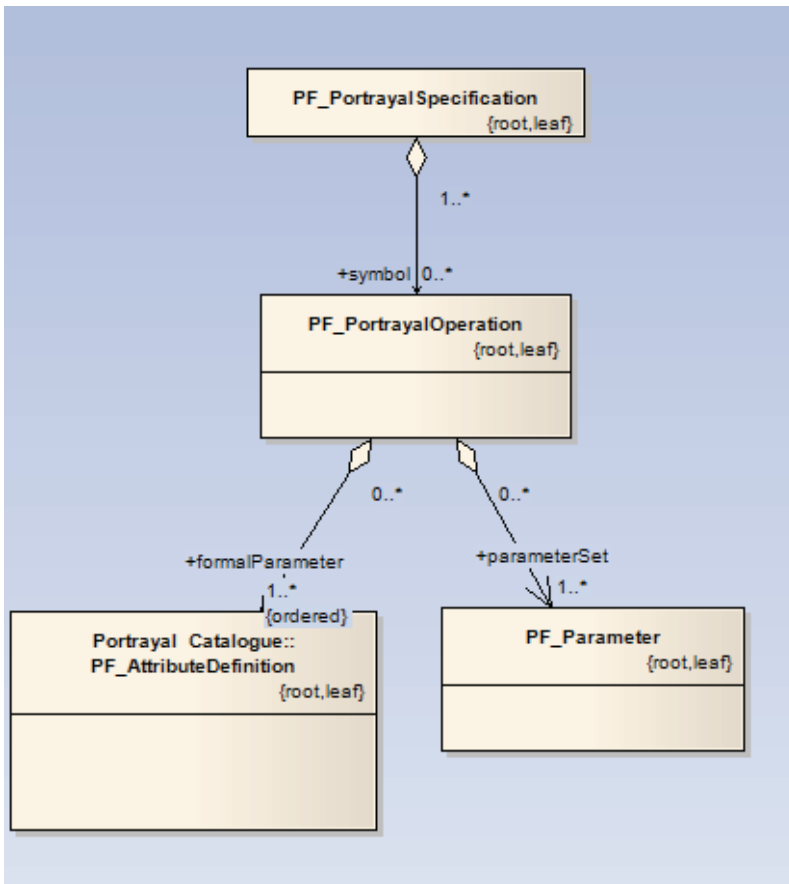 PF_PortrayalSpecification
{root,leaf}
1..*
+symbol 0..*
PF_PortrayalOperation
{root,leaf}
0..* 0..*
+formalParameter +parameterSet
1..* 1..*
{ordered}
Portrayal Catalogue::
PF_AttributeDefinition
{root,leaf}
PF_Parameter
{root,leaf}